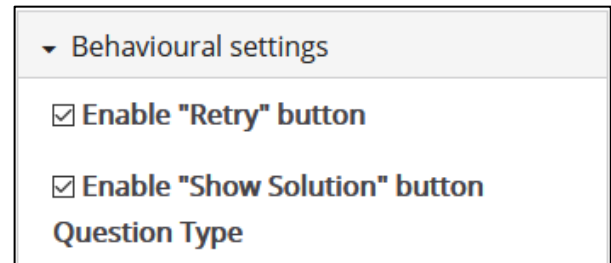 Behavioural settings
Enable "Retry" button
Enable "Show Solution" button
Question Type